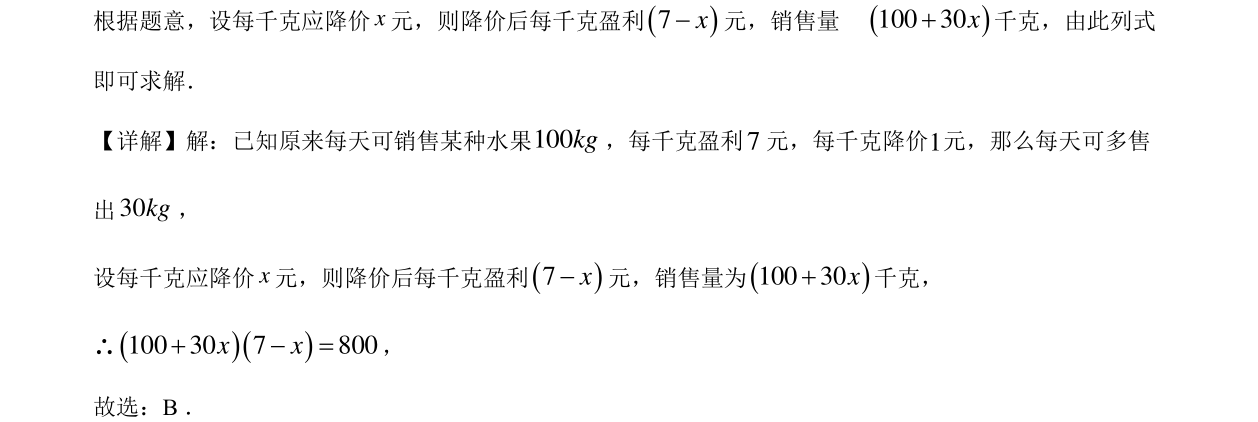 根据题意，设每千克应降价 x 元，则降价后每千克盈利(7−x)元，销售量 (100+30x)千克，由此列式
即可求解．
【详解】解：已知原来每天可销售某种水果100kg，每千克盈利7元，每千克降价1元，那么每天可多售
出30kg，
设每千克应降价 x 元，则降价后每千克盈利(7−x)元，销售量为(100+30x)千克，
∴(100+30x)(7−x)=800，
故选：B．